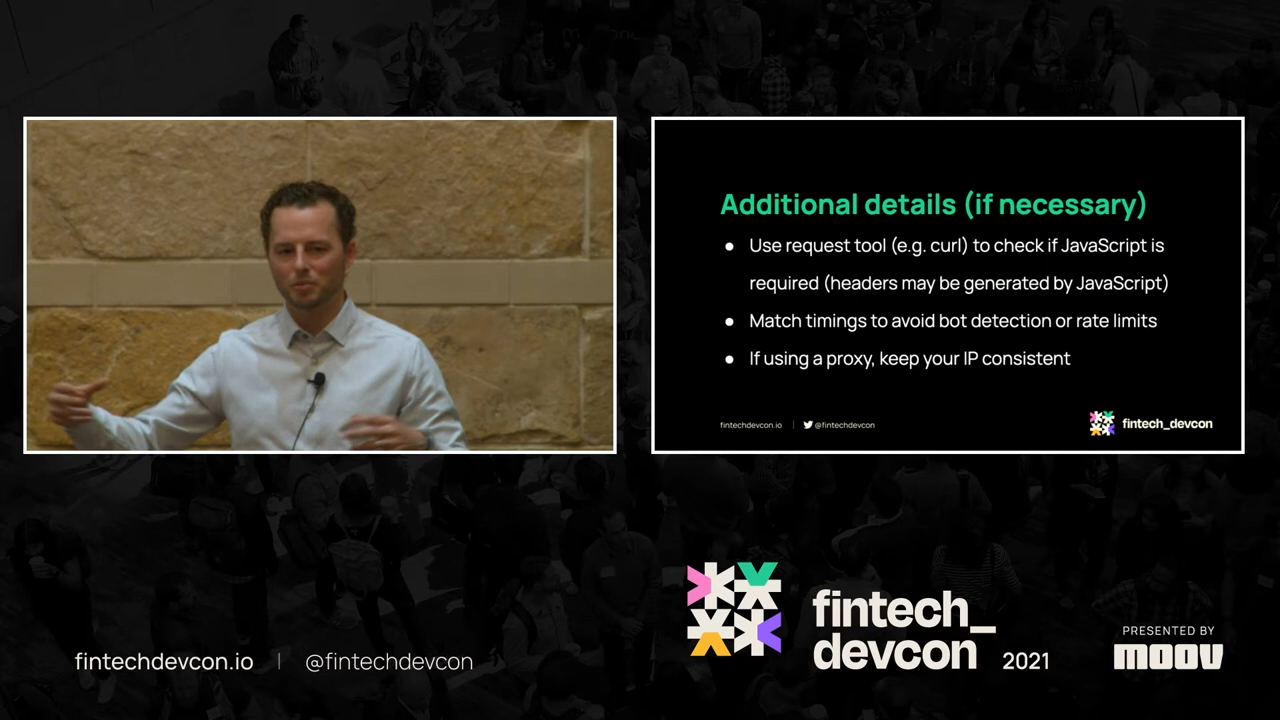 Additional details (if necessary)
● Use request tool (e.g. curl) to check if JavaScript is
required (headers may be generated by JavaScript)
● Match timings to avoid bot detection or rate limits
● If using a proxy, keep your IP consistent
fintechdevcon.io | @fintechdevcon
fintech_devcon
fintechdevcon.io | @fintechdevcon
fintech_
devcon 2021
PRESENTED BY
moov